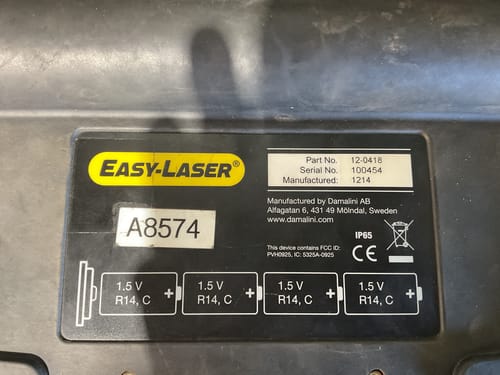 EASY-LASER®
Part No. 12-0418
Serial No. 100454
Manufactured: 1214
Manufactured by Damalini AB
Alfagatan 6, 431 49 Mölndal, Sweden
www.damalini.com
A8574
IP65
This device contains FCC ID:
PVH0925, IC: 5325A-0925
CE
1.5 V
R14, C
+
1.5 V
R14, C
+
1.5 V
R14, C
+
1.5 V
R14, C
+